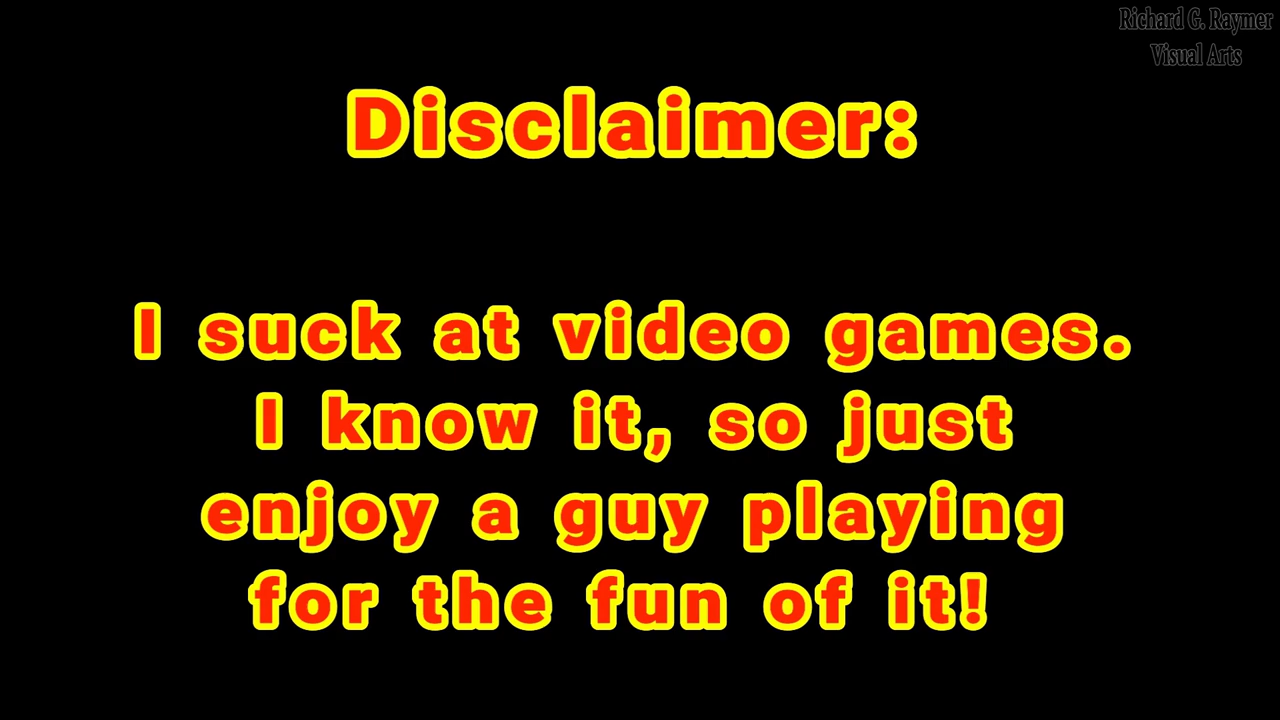 Richard G. Raymer
Visual Arts
Disclaimer:
I suck at video games.
I know it, so just
enjoy a guy playing
for the fun of it!